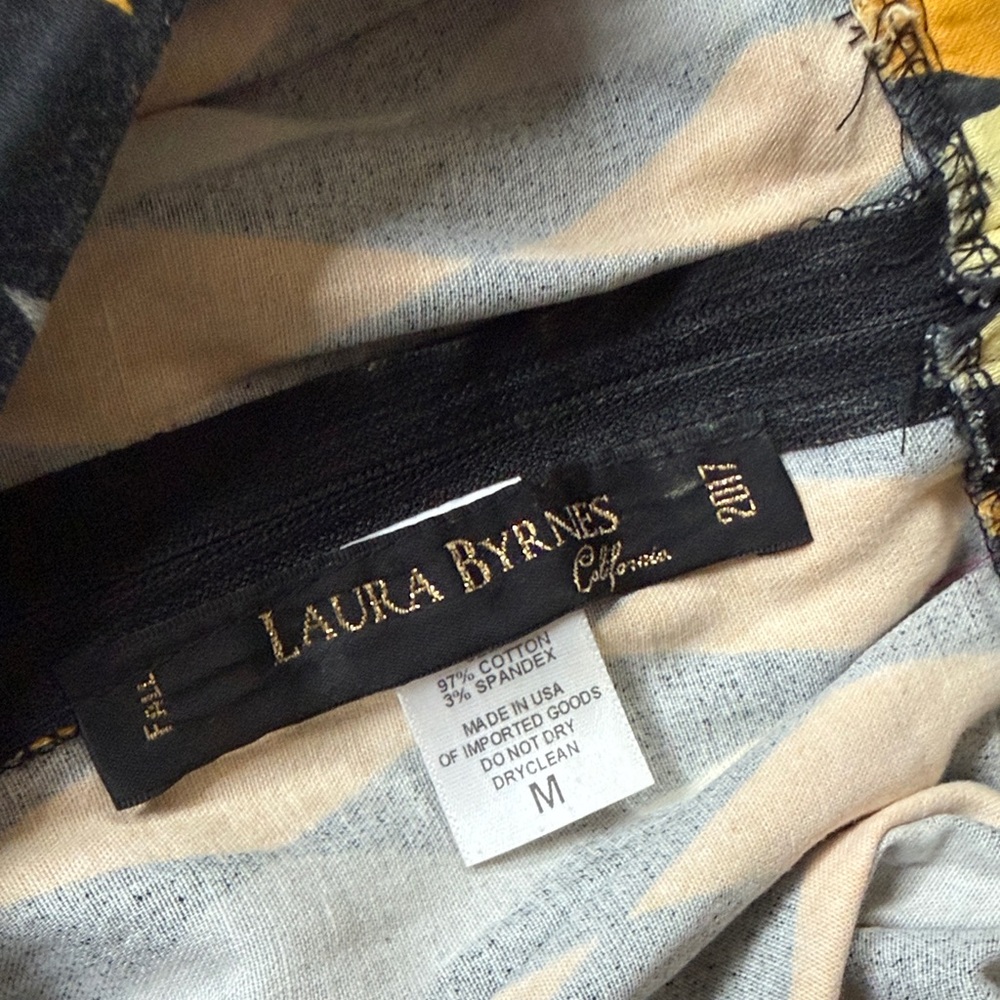 FALL
LAURA BYRNES
California
2017
97% COTTON
3% SPANDEX
MADE IN USA
OF IMPORTED GOODS
DO NOT DRY
DRYCLEAN
M